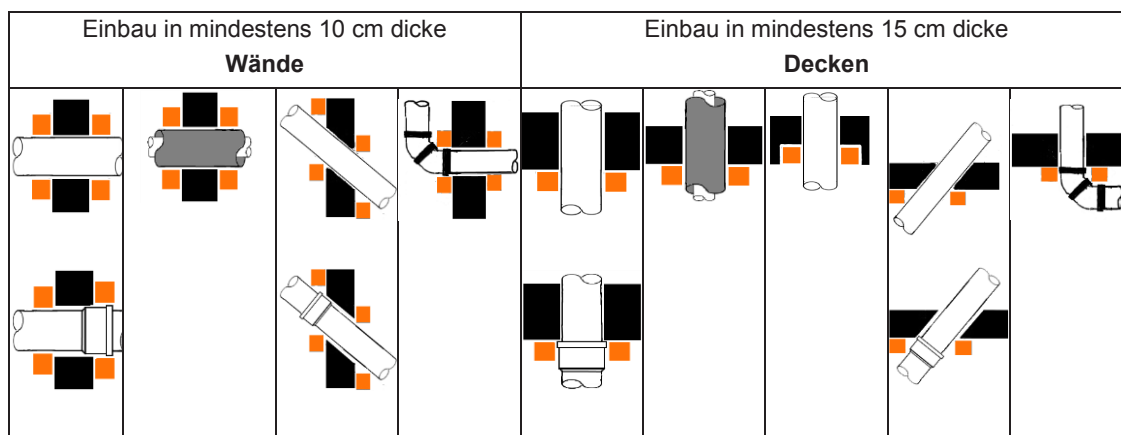 Einbau in mindestens 10 cm dicke
Wände
Einbau in mindestens 15 cm dicke
Decken